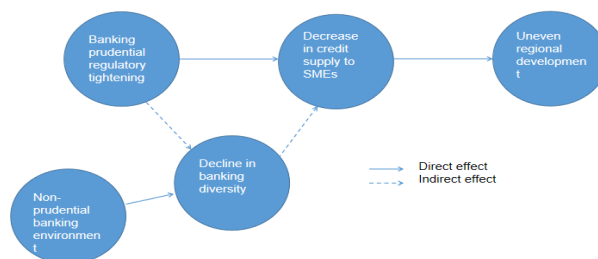 Banking
prudential
regulatory
tightening
Decrease
in credit
supply to
SMEs
Uneven
regional
developmen
t
Decline in
banking
diversity
Non-
prudential
banking
environmen
t
Direct effect
Indirect effect